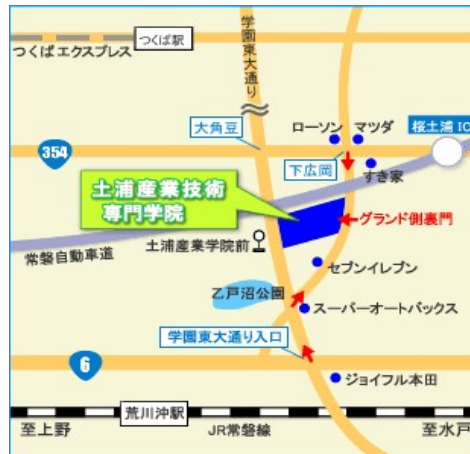 つくば駅
つくばエクスプレス
学園東大通り
大角豆
ローソン
マツダ
桜土浦IC
354
下広岡
すき家
土浦産業技術
専門学院
グランド側裏門
土浦産業学院前
常磐自動車道
セブンイレブン
乙戸沼公園
スーパーオートバックス
学園東大通り入口
6
ジョイフル本田
荒川沖駅
至上野
JR常磐線
至水戸